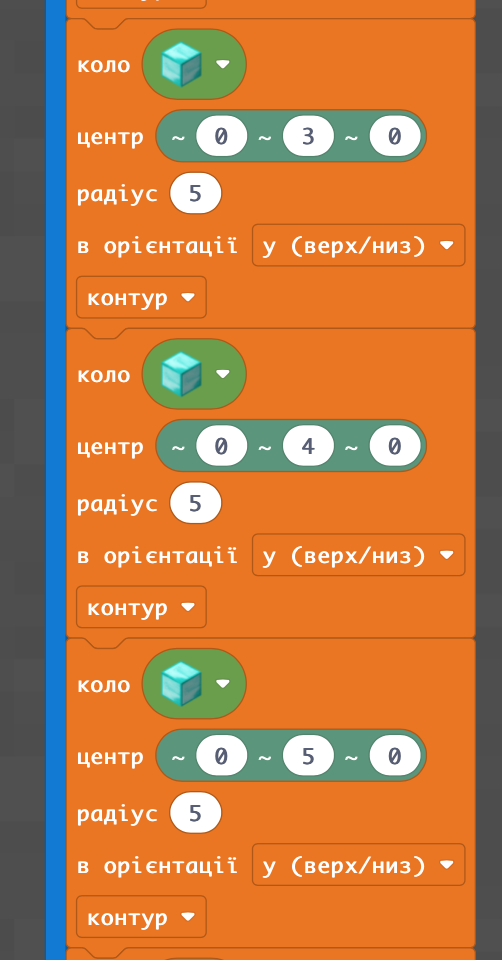 коло
центр ~ 0 ~ 3 ~ 0
радіус 5
в орієнтації y (верх/низ)
контур
коло
центр ~ 0 ~ 4 ~ 0
радіус 5
в орієнтації y (верх/низ)
контур
коло
центр ~ 0 ~ 5 ~ 0
радіус 5
в орієнтації y (верх/низ)
контур